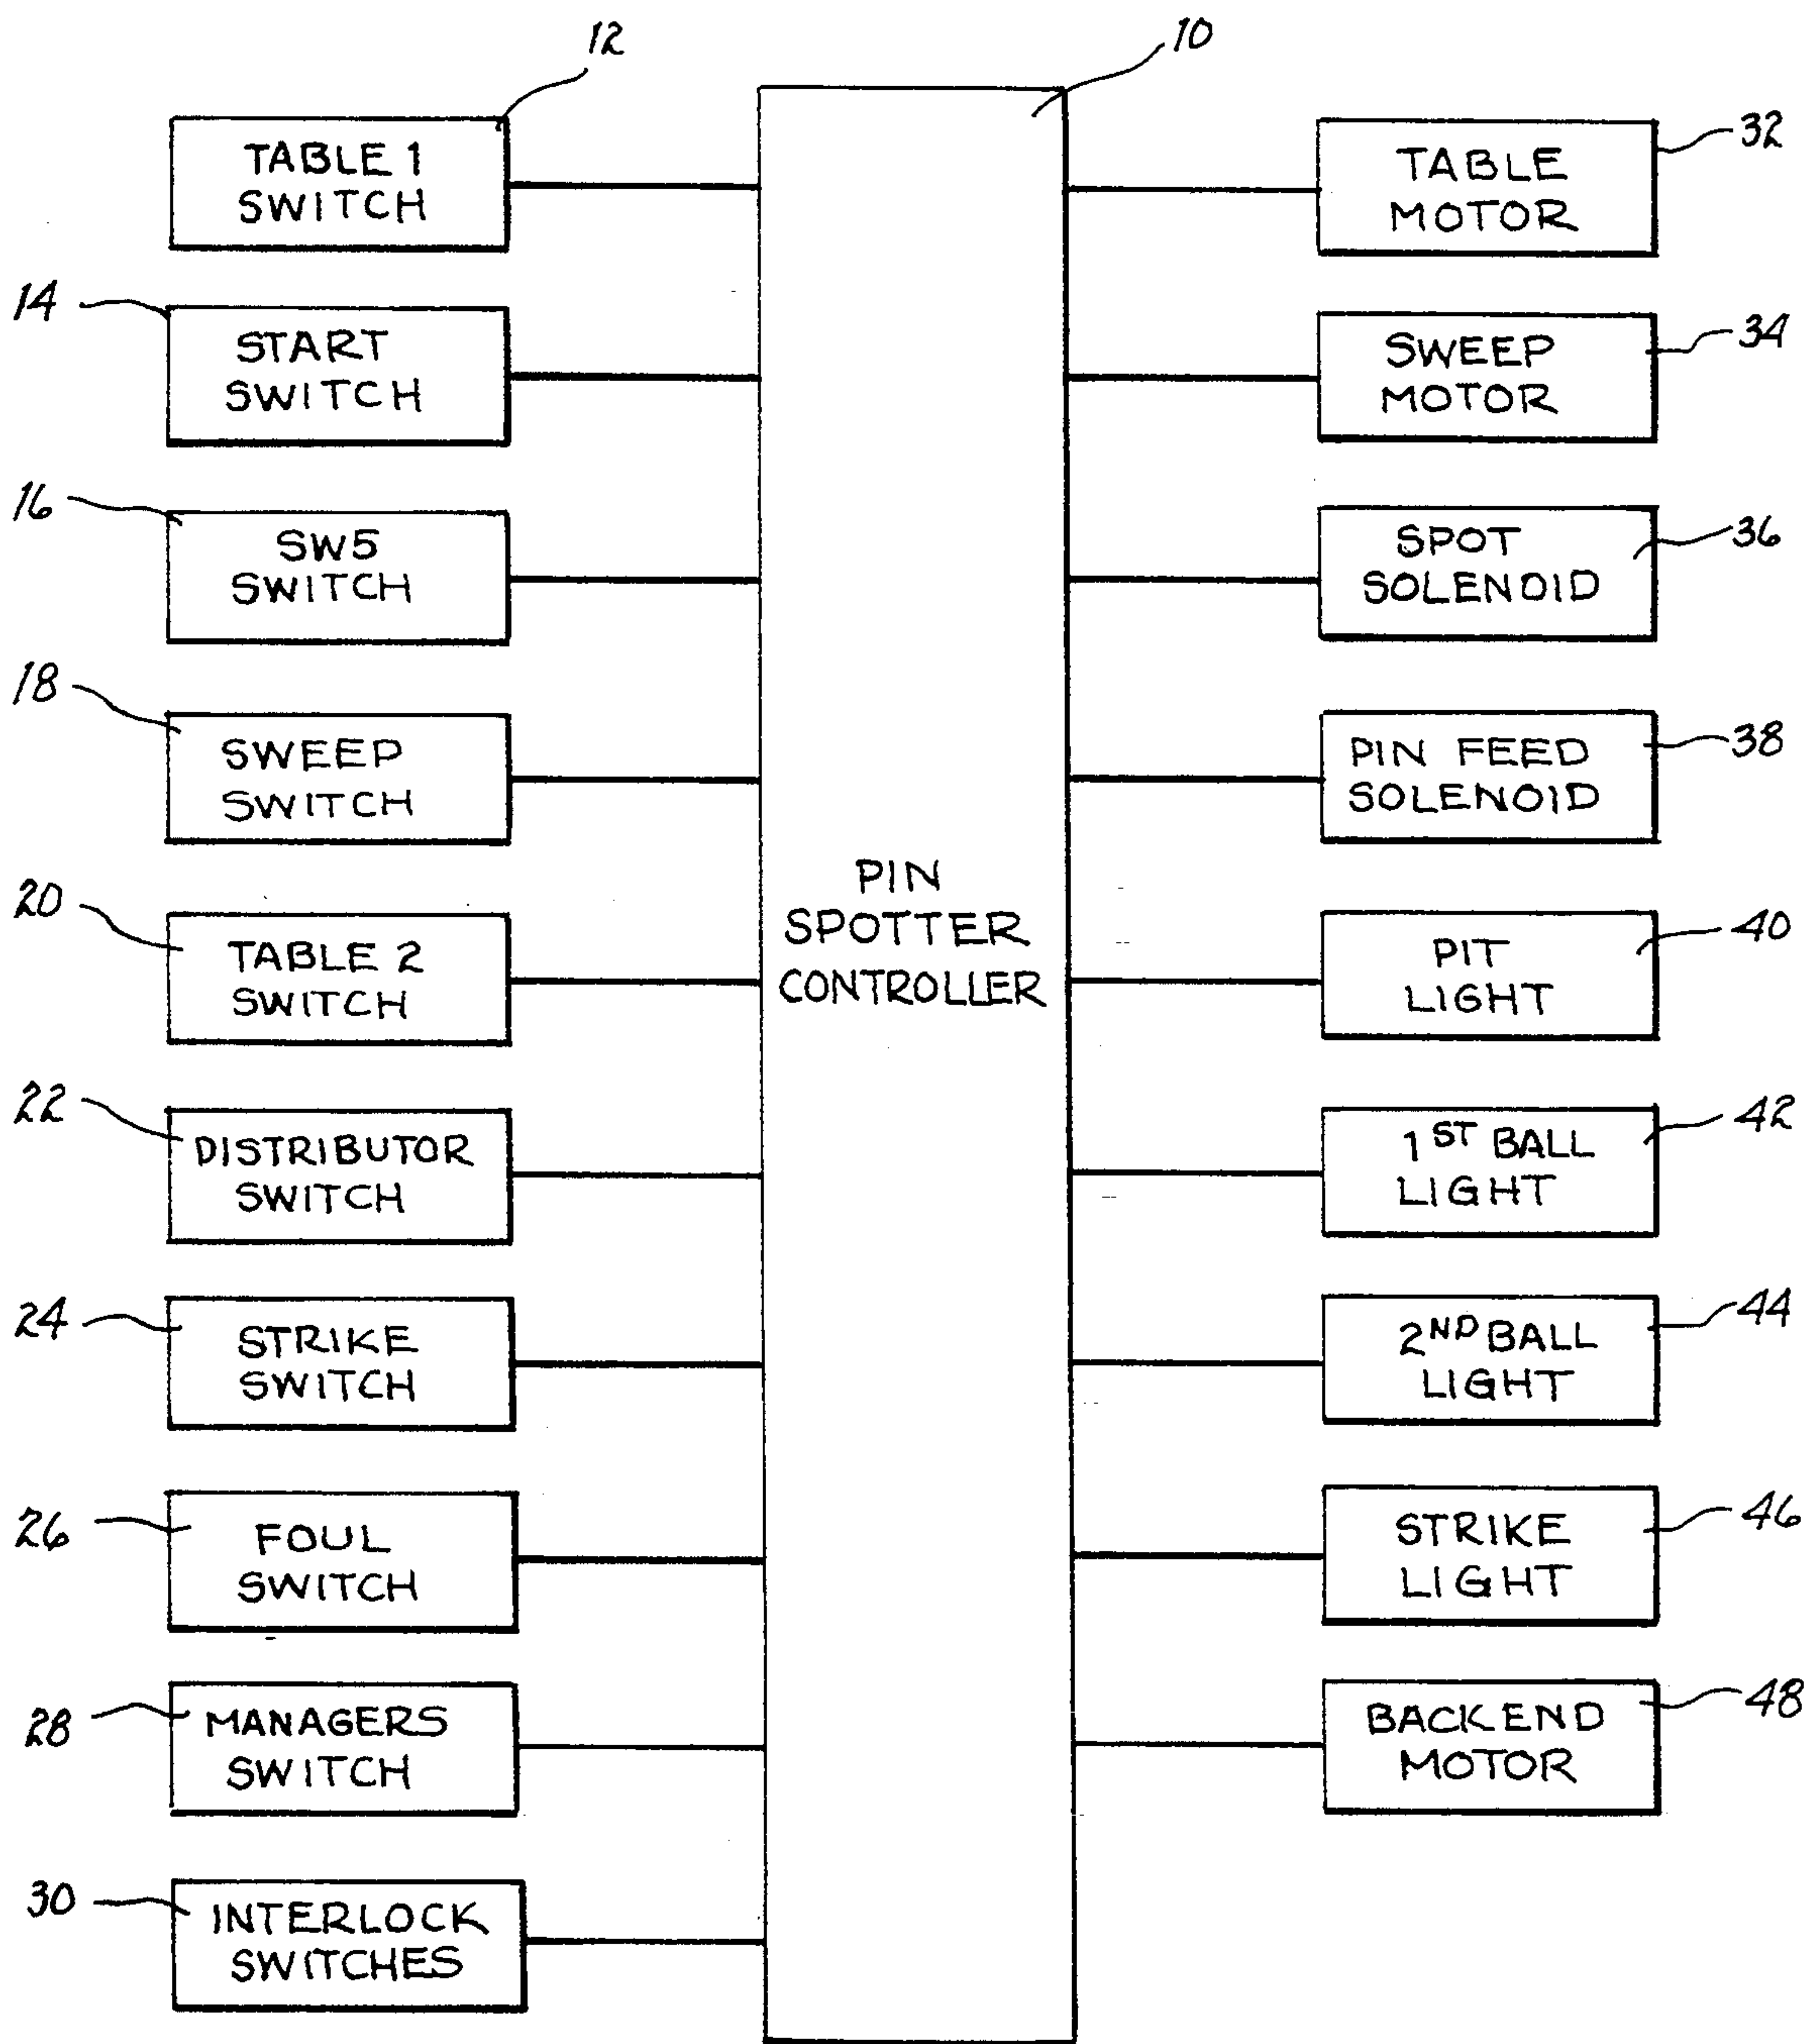 12
10
TABLE 1
SWITCH
14
START
SWITCH
16
SW5
SWITCH
18
SWEEP
SWITCH
20
TABLE 2
SWITCH
22
DISTRIBUTOR
SWITCH
24
STRIKE
SWITCH
26
FOUL
SWITCH
28
MANAGERS
SWITCH
30
INTERLOCK
SWITCHES
PIN
SPOTTER
CONTROLLER
TABLE
MOTOR
32
SWEEP
MOTOR
34
SPOT
SOLENOID
36
PIN FEED
SOLENOID
38
PIT
LIGHT
40
1ST BALL
LIGHT
42
2ND BALL
LIGHT
44
STRIKE
LIGHT
46
BACK END
MOTOR
48